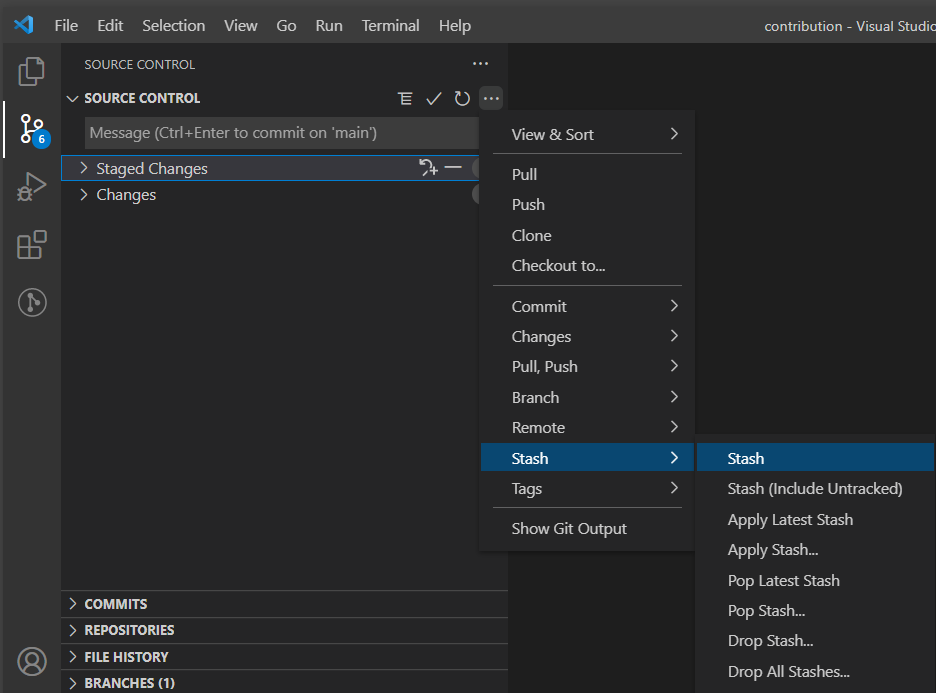 File Edit Selection View Go Run Terminal Help
contribution - Visual Studio
SOURCE CONTROL
SOURCE CONTROL
Message (Ctrl+Enter to commit on 'main')
6
Staged Changes
Changes
View & Sort
Pull
Push
Clone
Checkout to...
Commit
Changes
Pull, Push
Branch
Remote
Stash
Tags
Show Git Output
Stash
Stash (Include Untracked)
Apply Latest Stash
Apply Stash...
Pop Latest Stash
Pop Stash...
Drop Stash...
Drop All Stashes...
COMMITS
REPOSITORIES
FILE HISTORY
BRANCHES (1)